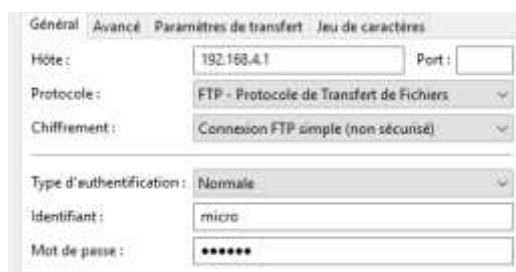 Général Avancé Paramètres de transfert Jeu de caractères
Hôte : 192.168.4.1 Port :
Protocole : FTP - Protocole de Transfert de Fichiers
Chiffrement : Connexion FTP simple (non sécurisé)
Type d'authentification : Normale
Identifiant : micro
Mot de passe : ●●●●●●